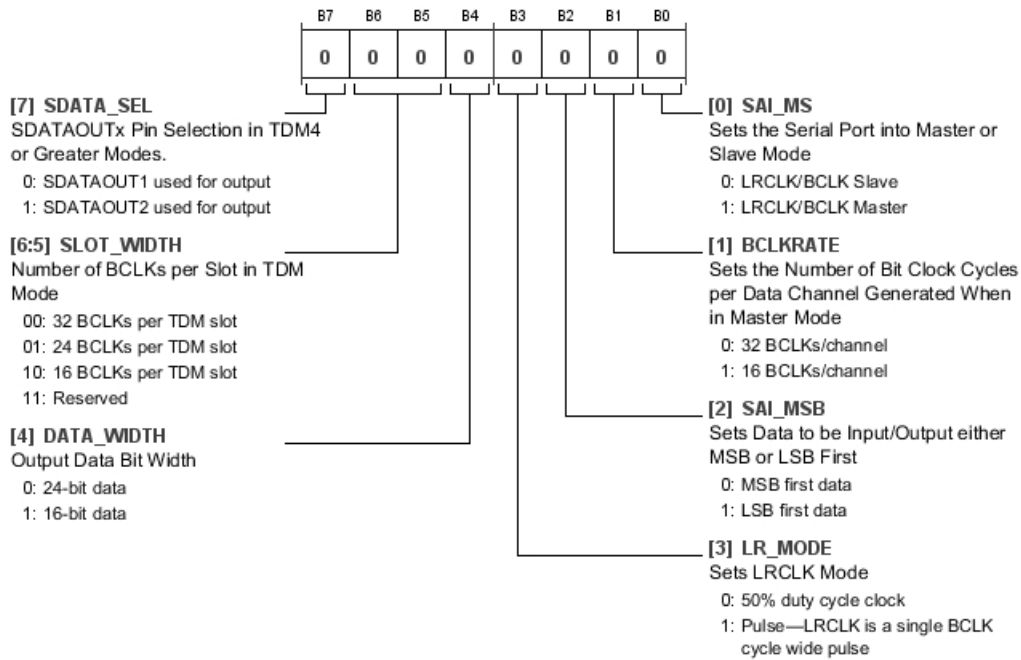 B7 B6 B5 B4 B3 B2 B1 B0
0 0 0 0 0 0 0 0
[7] SDATA_SEL
SDATAOUTx Pin Selection in TDM4
or Greater Modes.
0: SDATAOUT1 used for output
1: SDATAOUT2 used for output
[6:5] SLOT_WIDTH
Number of BCLKs per Slot in TDM
Mode
00: 32 BCLKs per TDM slot
01: 24 BCLKs per TDM slot
10: 16 BCLKs per TDM slot
11: Reserved
[4] DATA_WIDTH
Output Data Bit Width
0: 24-bit data
1: 16-bit data
[0] SAI_MS
Sets the Serial Port into Master or
Slave Mode
0: LRCLK/BCLK Slave
1: LRCLK/BCLK Master
[1] BCLKRATE
Sets the Number of Bit Clock Cycles
per Data Channel Generated When
in Master Mode
0: 32 BCLKs/channel
1: 16 BCLKs/channel
[2] SAI_MSB
Sets Data to be Input/Output either
MSB or LSB First
0: MSB first data
1: LSB first data
[3] LR_MODE
Sets LRCLK Mode
0: 50% duty cycle clock
1: Pulse—LRCLK is a single BCLK
cycle wide pulse